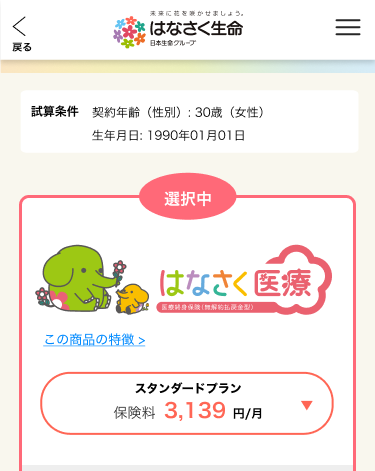 未来に花を咲かせましょう。
はなさく生命
日本生命グループ
戻る
試算条件 契約年齢（性別）: 30歳（女性）
生年月日: 1990年01月01日
選択中
はなさく医療
医療終身保険（無解約払戻金型）
この商品の特徴 >
スタンダードプラン
保険料 3,139 円/月